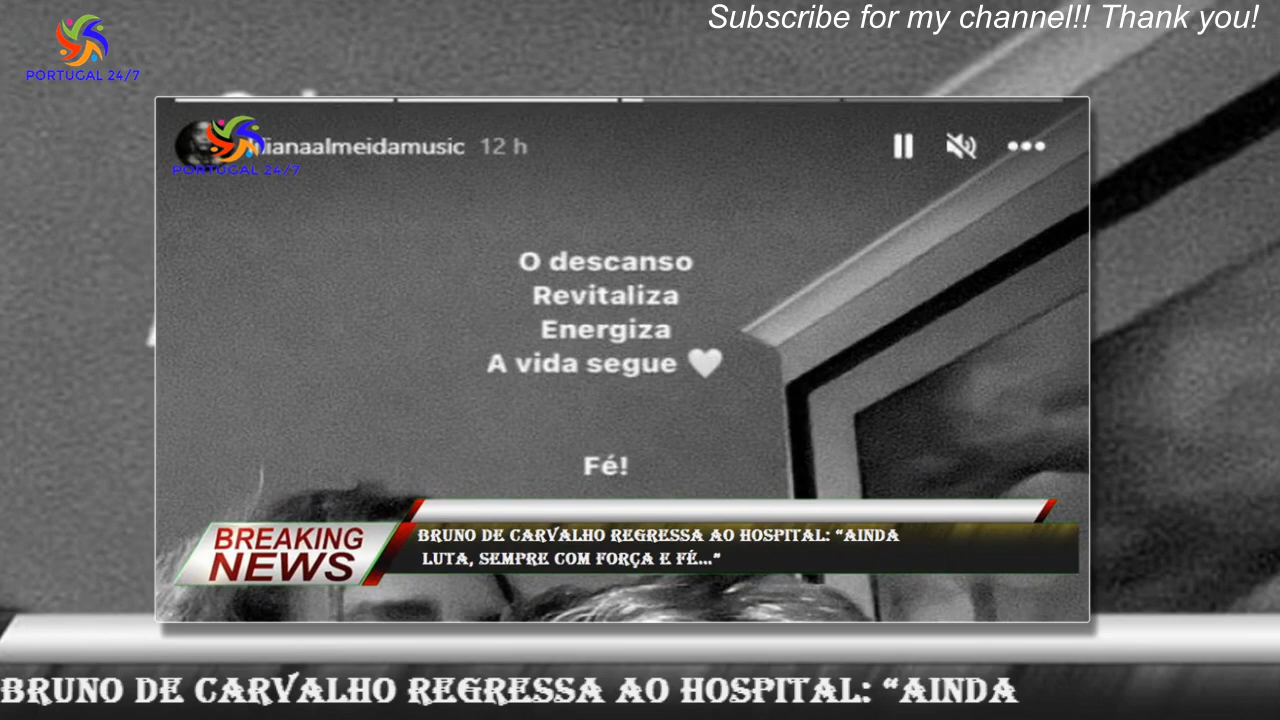 Subscribe for my channel!! Thank you!
PORTUGAL 24/7
ianaalmeidamusic 12 h
PORTUGAL 24/7
O descanso
Revitaliza
Energiza
A vida segue 🤍
Fé!
BREAKING
NEWS
BRUNO DE CARVALHO REGRESSA AO HOSPITAL: “AINDA
LUTA, SEMPRE COM FORÇA E FÉ...”
BRUNO DE CARVALHO REGRESSA AO HOSPITAL: “AINDA